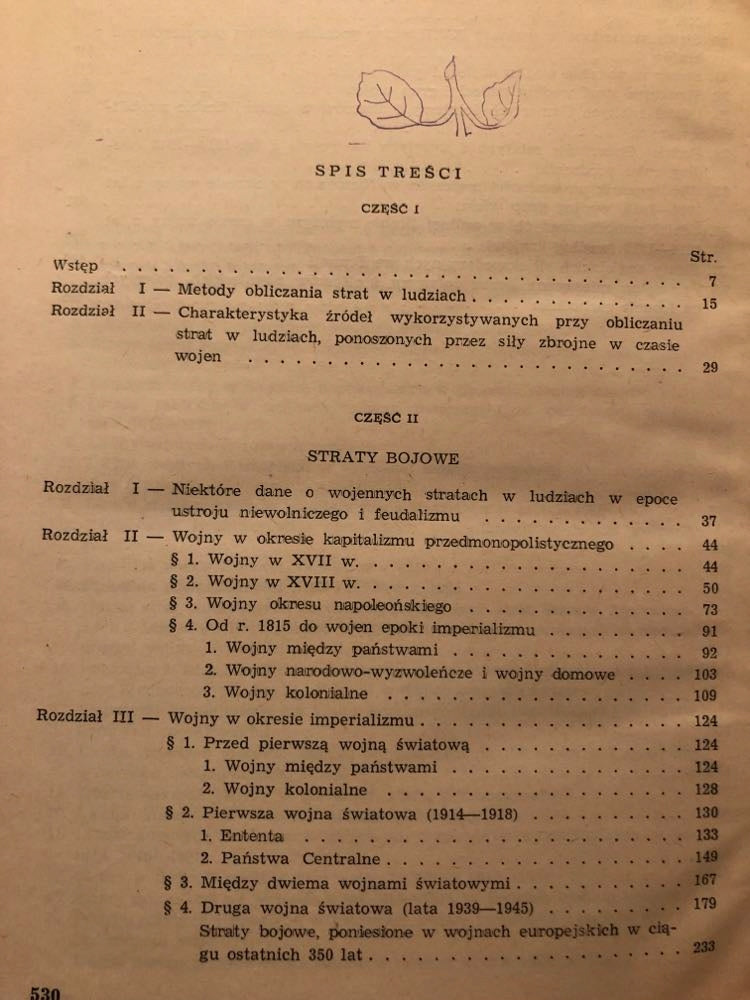 SPIS TREŚCI
CZĘŚĆ I
Str.
Wstęp . . . . . . . . . . . . . . . . . . . . . . . . . . . . 7
Rozdział I — Metody obliczania strat w ludziach . . . . . . . . . . . . . 15
Rozdział II — Charakterystyka źródeł wykorzystywanych przy obliczaniu
strat w ludziach, ponoszonych przez siły zbrojne w czasie
wojen . . . . . . . . . . . . . . . . . . . . . . . 29
CZĘŚĆ II
STRATY BOJOWE
Rozdział I — Niektóre dane o wojennych stratach w ludziach w epoce
ustroju niewolniczego i feudalizmu . . . . . . . . . . . 37
Rozdział II — Wojny w okresie kapitalizmu przedmonopolistycznego . . . . 44
§ 1. Wojny w XVII w. . . . . . . . . . . . . . . . . . 44
§ 2. Wojny w XVIII w. . . . . . . . . . . . . . . . . . 50
§ 3. Wojny okresu napoleońskiego . . . . . . . . . . . . 73
§ 4. Od r. 1815 do wojen epoki imperializmu . . . . . . . . 91
1. Wojny między państwami . . . . . . . . . . . . . 92
2. Wojny narodowo-wyzwoleńcze i wojny domowe . . . . 103
3. Wojny kolonialne . . . . . . . . . . . . . . . . 109
Rozdział III — Wojny w okresie imperializmu . . . . . . . . . . . . . . 124
§ 1. Przed pierwszą wojną światową . . . . . . . . . . . 124
1. Wojny między państwami . . . . . . . . . . . . . 124
2. Wojny kolonialne . . . . . . . . . . . . . . . . . 128
§ 2. Pierwsza wojna światowa (1914—1918) . . . . . . . . . 130
1. Ententa . . . . . . . . . . . . . . . . . . . . 133
2. Państwa Centralne . . . . . . . . . . . . . . . . 149
§ 3. Między dwiema wojnami światowymi . . . . . . . . . . 167
§ 4. Druga wojna światowa (lata 1939—1945) . . . . . . . . 179
Straty bojowe, poniesione w wojnach europejskich w cią-
gu ostatnich 350 lat . . . . . . . . . . . . . . . . . 233
530